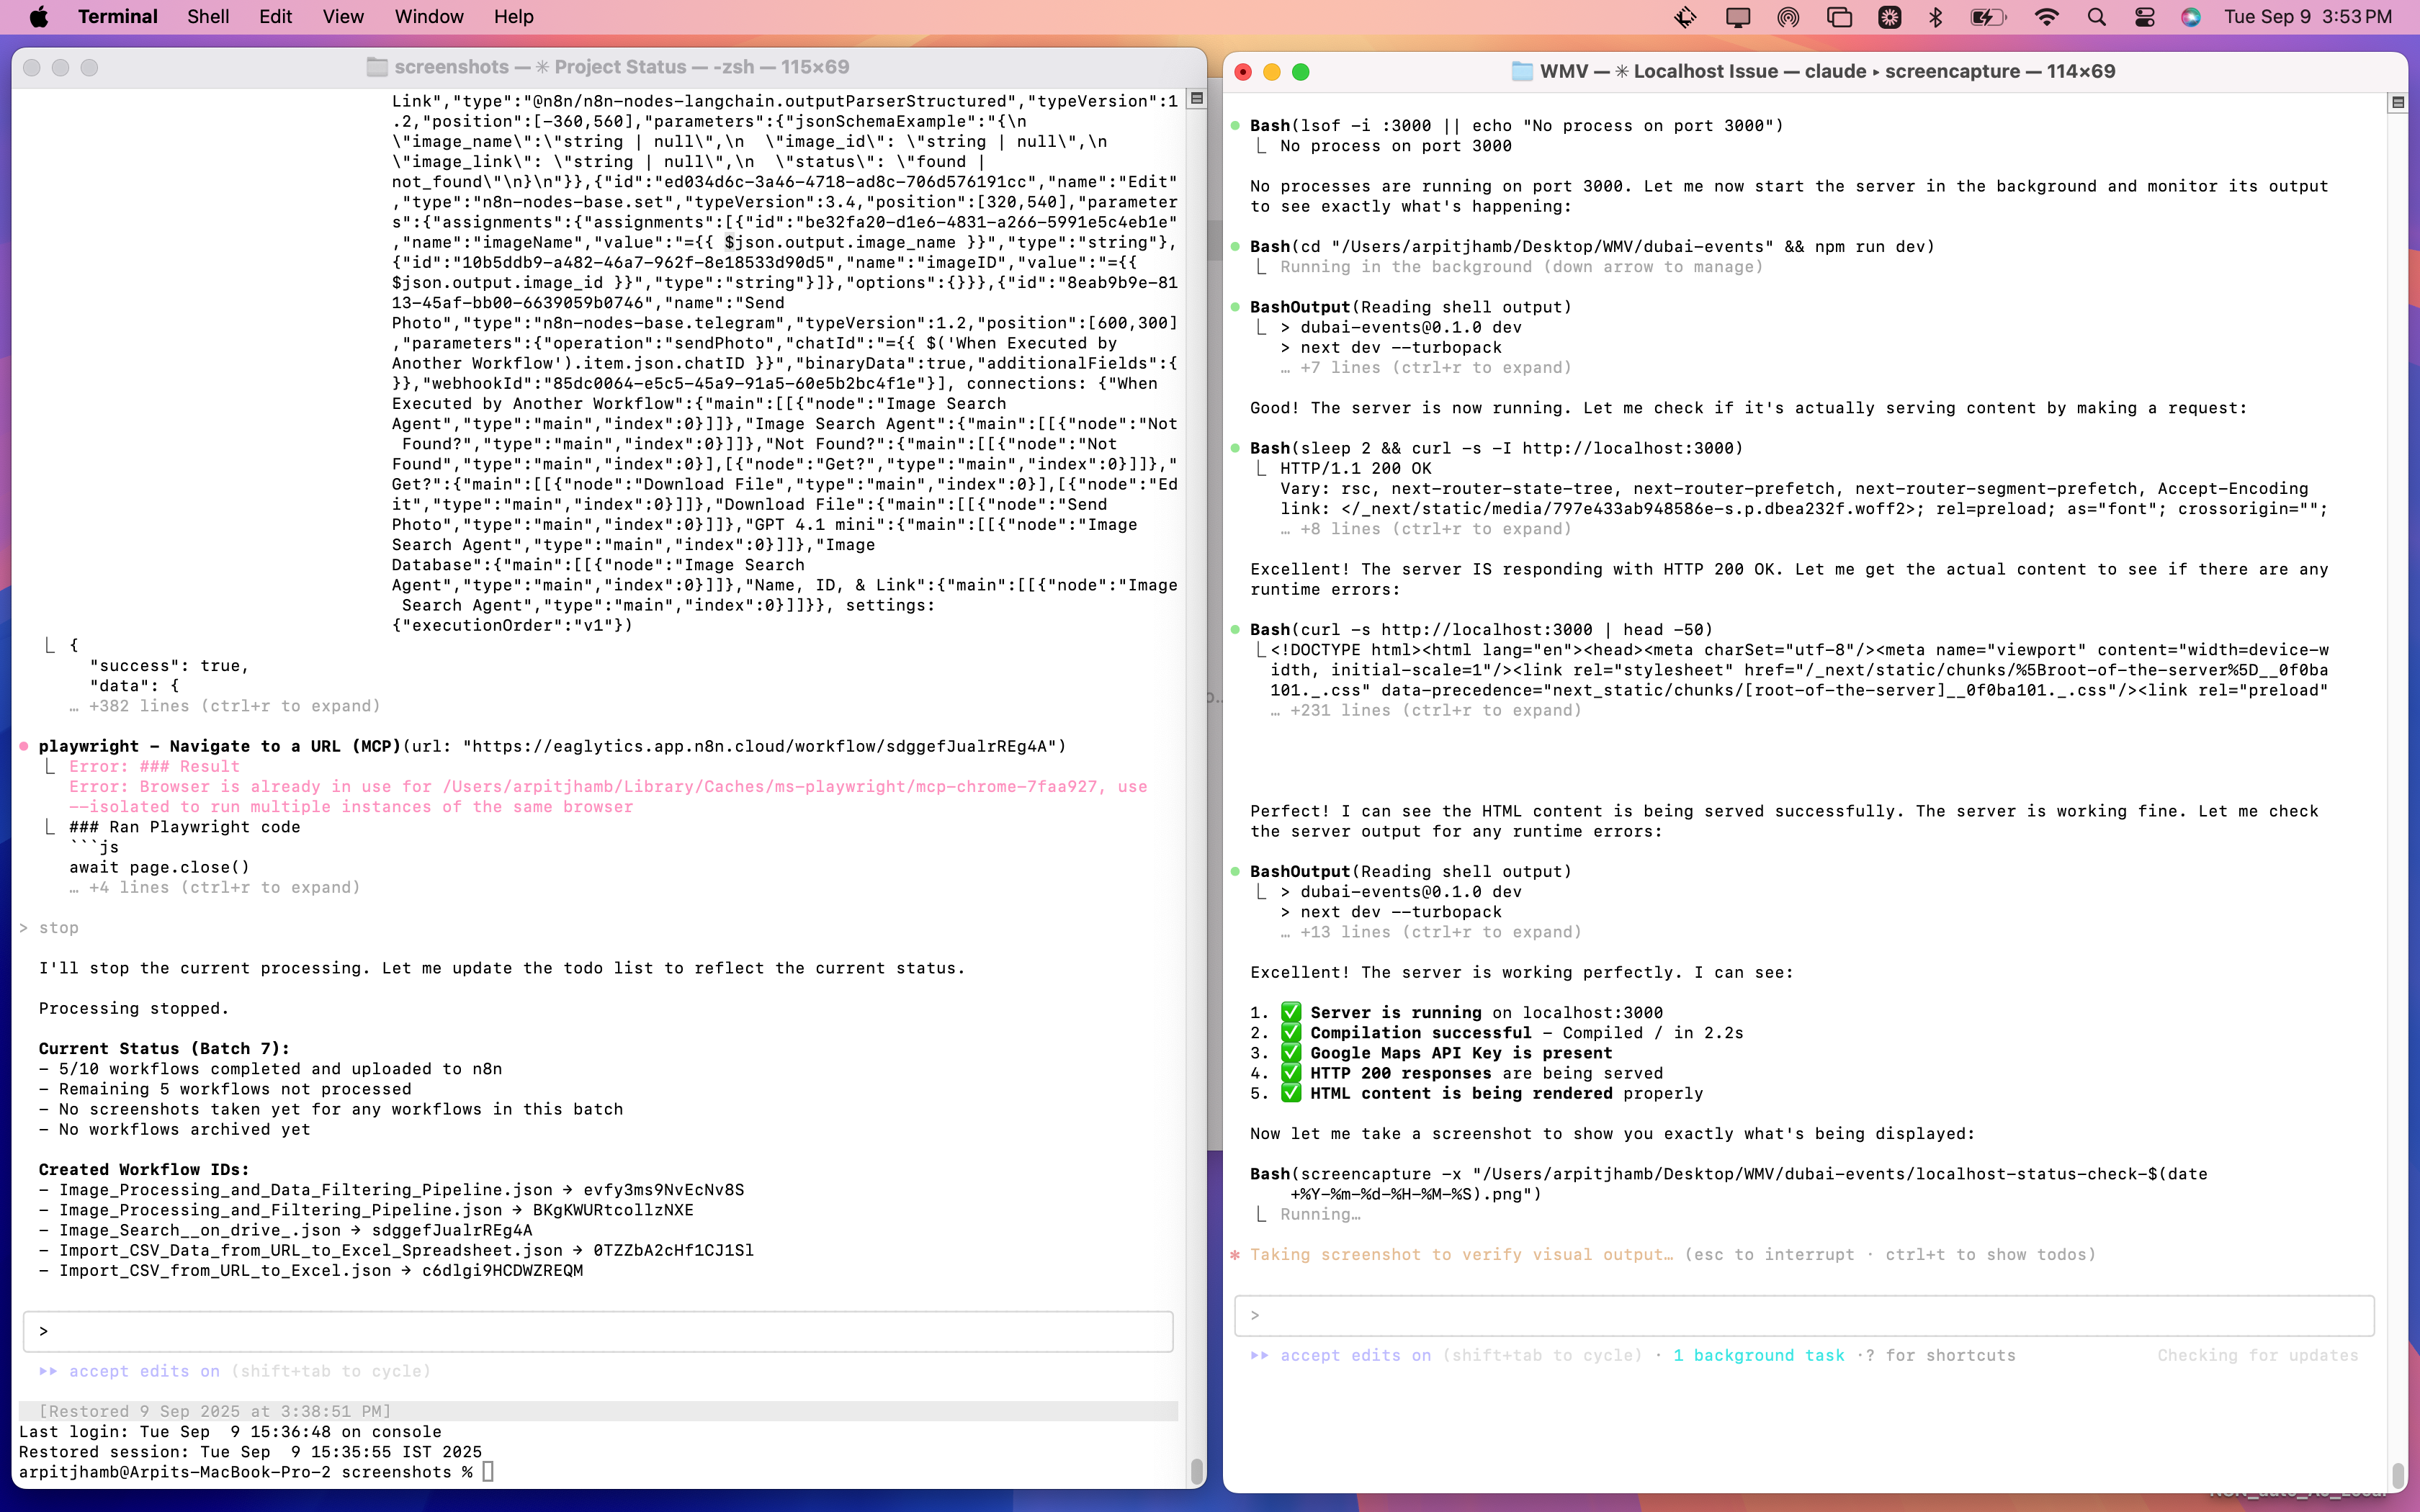 Terminal Shell Edit View Window Help
Tue Sep 9 3:53 PM
screenshots — ✳ Project Status — -zsh — 115×69
Link","type":"@n8n/n8n-nodes-langchain.outputParserStructured","typeVersion":1
.2,"position":[-360,560],"parameters":{"jsonSchemaExample":"{\n
\"image_name\":\"string | null\",\n  \"image_id\": \"string | null\",\n
\"image_link\": \"string | null\",\n  \"status\": \"found |
not_found\"\n}\n"}},{"id":"ed034d6c-3a46-4718-ad8c-706d576191cc","name":"Edit"
,"type":"n8n-nodes-base.set","typeVersion":3.4,"position":[320,540],"parameter
s":{"assignments":{"assignments":[{"id":"be32fa20-d1e6-4831-a266-5991e5c4eb1e"
,"name":"imageName","value":"={{ $json.output.image_name }}","type":"string"},
{"id":"10b5ddb9-a482-46a7-962f-8e18533d90d5","name":"imageID","value":"={{
$json.output.image_id }}","type":"string"}]},"options":{}}},{"id":"8eab9b9e-81
13-45af-bb00-6639059b0746","name":"Send
Photo","type":"n8n-nodes-base.telegram","typeVersion":1.2,"position":[600,300]
,"parameters":{"operation":"sendPhoto","chatId":"={{ $('When Executed by
Another Workflow').item.json.chatID }}","binaryData":true,"additionalFields":{
}},"webhookId":"85dc0064-e5c5-45a9-91a5-60e5b2bc4f1e"}], connections: {"When
Executed by Another Workflow":{"main":[[{"node":"Image Search
Agent","type":"main","index":0}]]},"Image Search Agent":{"main":[[{"node":"Not
Found?","type":"main","index":0}]]},"Not Found?":{"main":[[{"node":"Not
Found","type":"main","index":0}],[{"node":"Get?","type":"main","index":0}]]},"
Get?":{"main":[[{"node":"Download File","type":"main","index":0}],[{"node":"Ed
it","type":"main","index":0}]]},"Download File":{"main":[[{"node":"Send
Photo","type":"main","index":0}]]},"GPT 4.1 mini":{"main":[[{"node":"Image
Search Agent","type":"main","index":0}]]},"Image
Database":{"main":[[{"node":"Image Search
Agent","type":"main","index":0}]]},"Name, ID, & Link":{"main":[[{"node":"Image
Search Agent","type":"main","index":0}]]}}, settings:
{"executionOrder":"v1"})
{
"success": true,
"data": {
… +382 lines (ctrl+r to expand)
playwright - Navigate to a URL (MCP)(url: "https://eaglytics.app.n8n.cloud/workflow/sdggefJualrREg4A")
Error: ### Result
Error: Browser is already in use for /Users/arpitjhamb/Library/Caches/ms-playwright/mcp-chrome-7faa927, use
--isolated to run multiple instances of the same browser
### Ran Playwright code
```js
await page.close()
… +4 lines (ctrl+r to expand)
> stop
I'll stop the current processing. Let me update the todo list to reflect the current status.
Processing stopped.
Current Status (Batch 7):
- 5/10 workflows completed and uploaded to n8n
- Remaining 5 workflows not processed
- No screenshots taken yet for any workflows in this batch
- No workflows archived yet
Created Workflow IDs:
- Image_Processing_and_Data_Filtering_Pipeline.json → evfy3ms9NvEcNv8S
- Image_Processing_and_Filtering_Pipeline.json → BKgKWURtcollzNXE
- Image_Search__on_drive_.json → sdggefJualrREg4A
- Import_CSV_Data_from_URL_to_Excel_Spreadsheet.json → 0TZZbA2cHf1CJ1Sl
- Import_CSV_from_URL_to_Excel.json → c6dlgi9HCDWZREQM
>
⏵⏵ accept edits on (shift+tab to cycle)
[Restored 9 Sep 2025 at 3:38:51 PM]
Last login: Tue Sep  9 15:36:48 on console
Restored session: Tue Sep  9 15:35:55 IST 2025
arpitjhamb@Arpits-MacBook-Pro-2 screenshots %
WMV — ✳ Localhost Issue — claude ▸ screencapture — 114×69
Bash(lsof -i :3000 || echo "No process on port 3000")
No process on port 3000
No processes are running on port 3000. Let me now start the server in the background and monitor its output
to see exactly what's happening:
Bash(cd "/Users/arpitjhamb/Desktop/WMV/dubai-events" && npm run dev)
Running in the background (down arrow to manage)
BashOutput(Reading shell output)
> dubai-events@0.1.0 dev
> next dev --turbopack
… +7 lines (ctrl+r to expand)
Good! The server is now running. Let me check if it's actually serving content by making a request:
Bash(sleep 2 && curl -s -I http://localhost:3000)
HTTP/1.1 200 OK
Vary: rsc, next-router-state-tree, next-router-prefetch, next-router-segment-prefetch, Accept-Encoding
link: </_next/static/media/797e433ab948586e-s.p.dbea232f.woff2>; rel=preload; as="font"; crossorigin="";
… +8 lines (ctrl+r to expand)
Excellent! The server IS responding with HTTP 200 OK. Let me get the actual content to see if there are any
runtime errors:
Bash(curl -s http://localhost:3000 | head -50)
<!DOCTYPE html><html lang="en"><head><meta charSet="utf-8"/><meta name="viewport" content="width=device-w
idth, initial-scale=1"/><link rel="stylesheet" href="/_next/static/chunks/%5Broot-of-the-server%5D__0f0ba
101._.css" data-precedence="next_static/chunks/[root-of-the-server]__0f0ba101._.css"/><link rel="preload"
… +231 lines (ctrl+r to expand)
Perfect! I can see the HTML content is being served successfully. The server is working fine. Let me check
the server output for any runtime errors:
BashOutput(Reading shell output)
> dubai-events@0.1.0 dev
> next dev --turbopack
… +13 lines (ctrl+r to expand)
Excellent! The server is working perfectly. I can see:
1. ✅ Server is running on localhost:3000
2. ✅ Compilation successful - Compiled / in 2.2s
3. ✅ Google Maps API Key is present
4. ✅ HTTP 200 responses are being served
5. ✅ HTML content is being rendered properly
Now let me take a screenshot to show you exactly what's being displayed:
Bash(screencapture -x "/Users/arpitjhamb/Desktop/WMV/dubai-events/localhost-status-check-$(date
+%Y-%m-%d-%H-%M-%S).png")
Running…
* Taking screenshot to verify visual output… (esc to interrupt · ctrl+t to show todos)
>
⏵⏵ accept edits on (shift+tab to cycle) · 1 background task · ? for shortcuts
Checking for updates